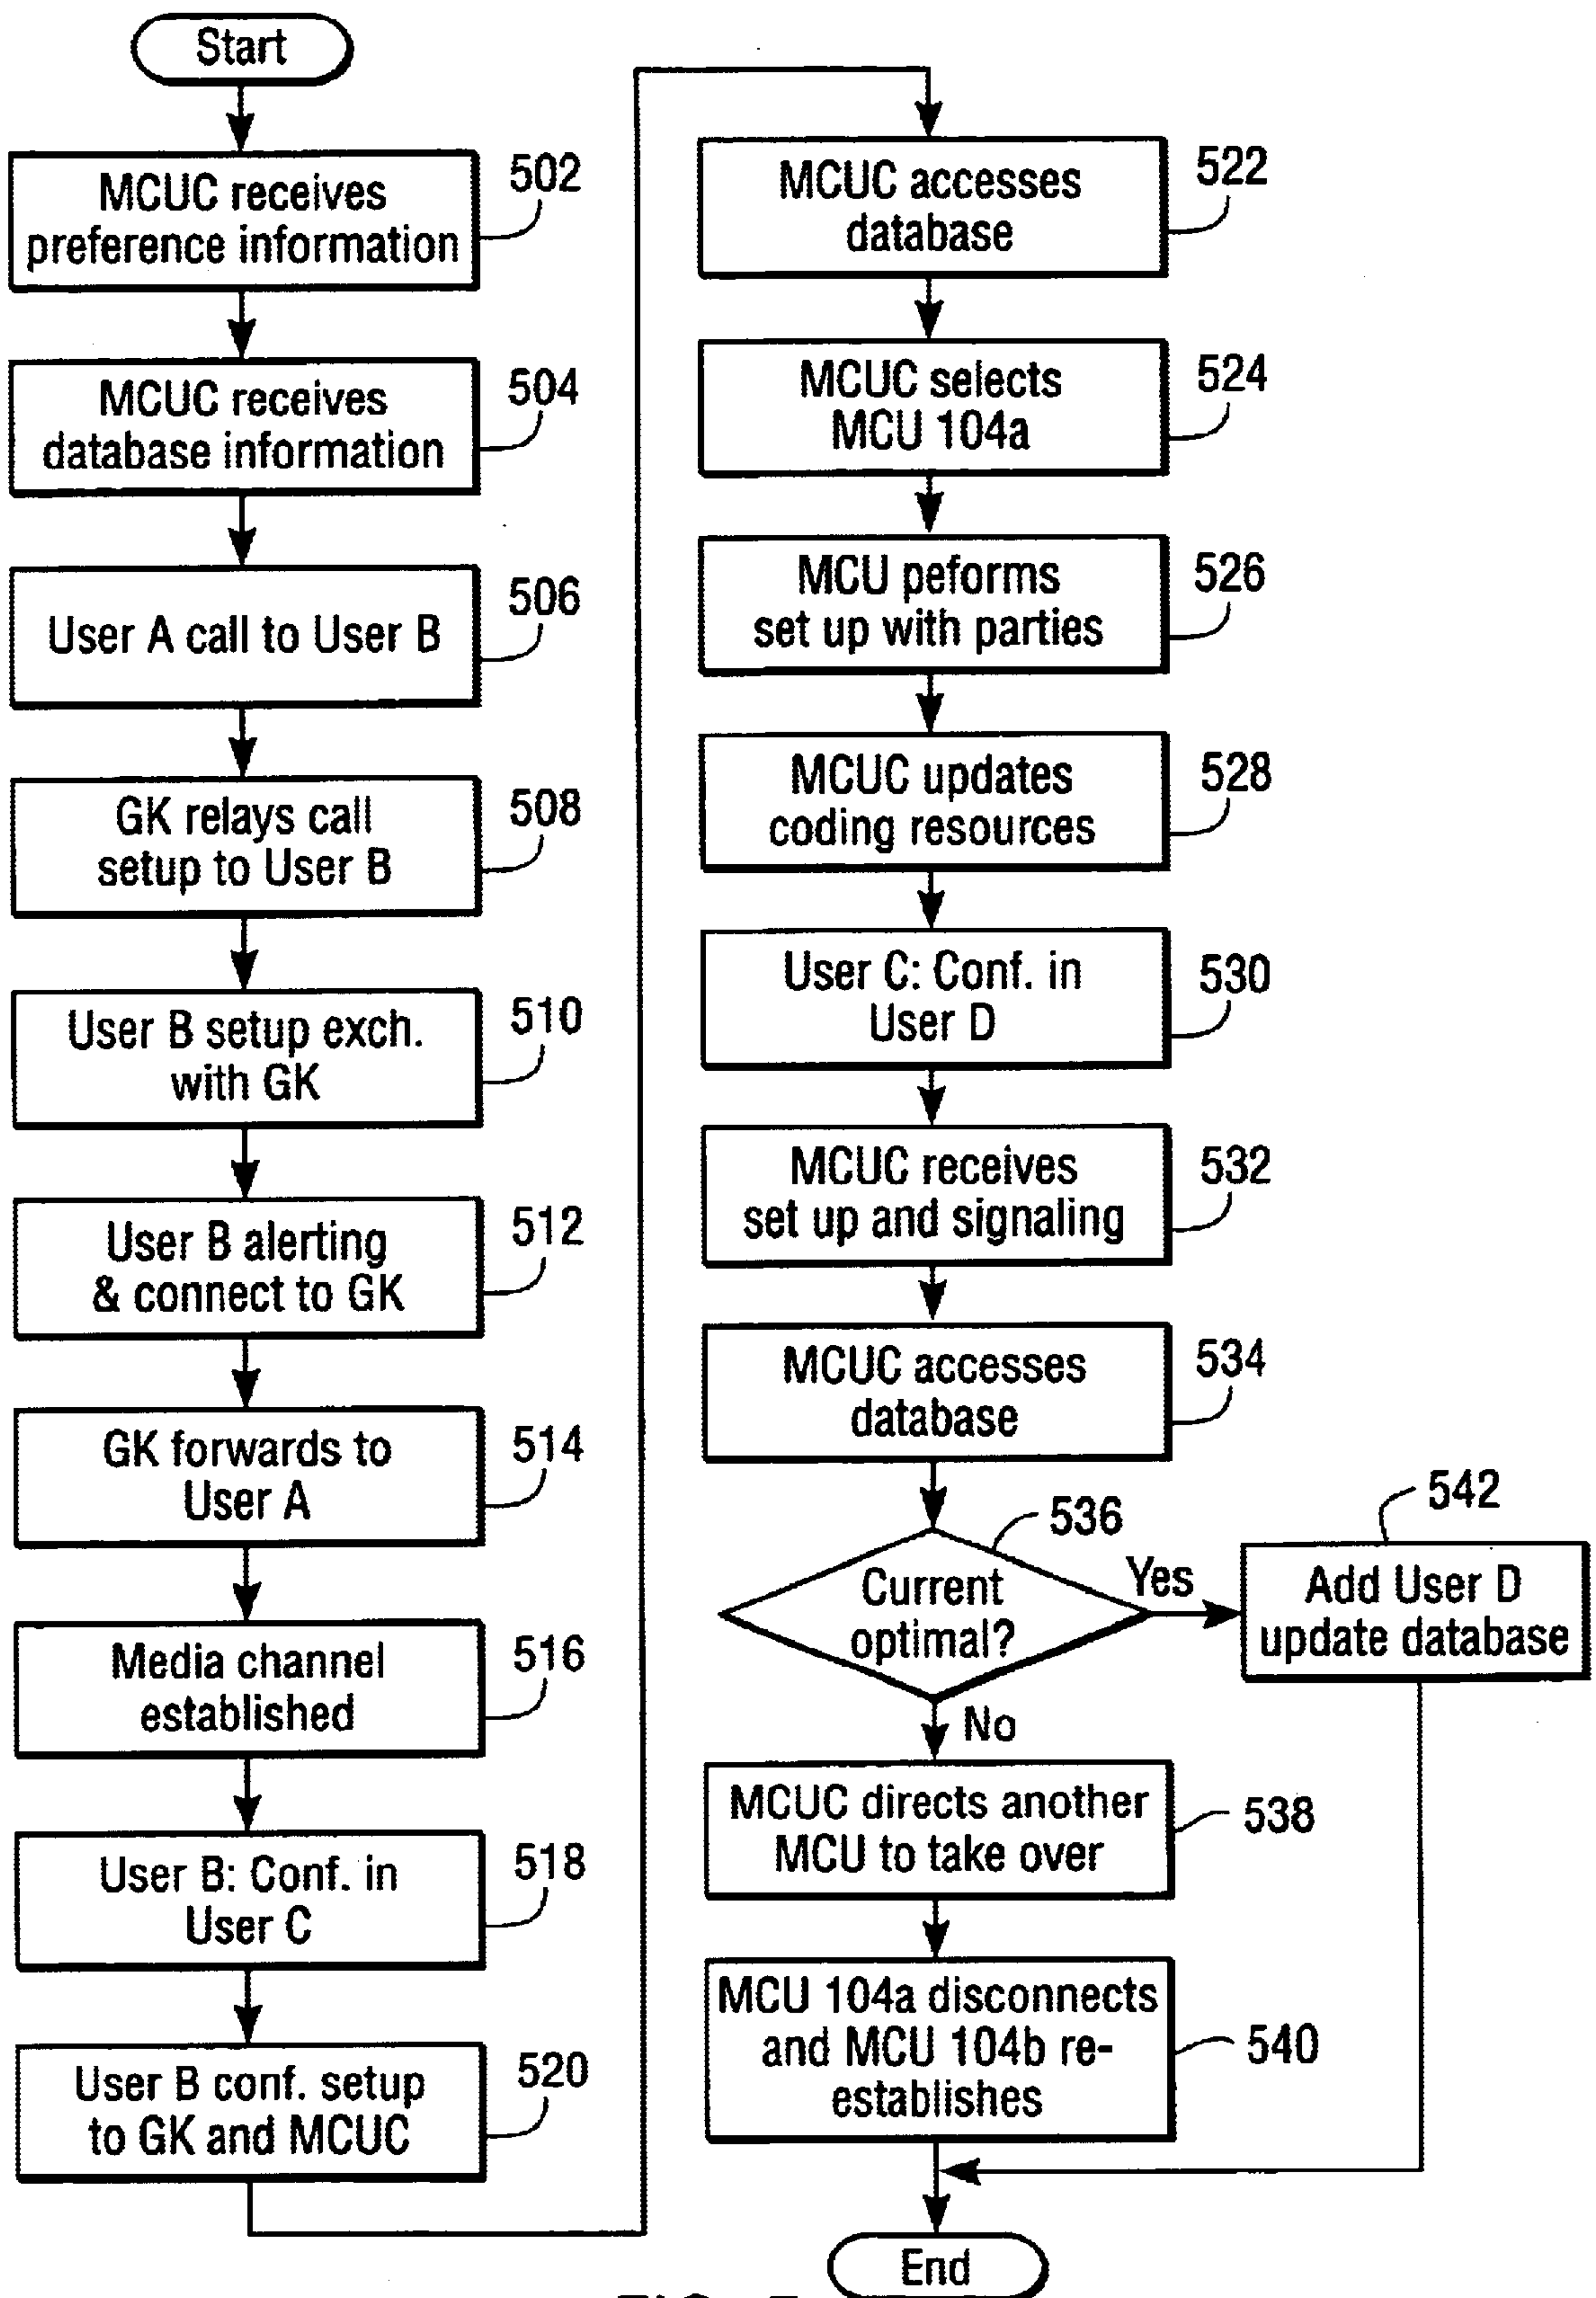 Start
MCUC receives
preference information
502
MCUC receives
database information
504
User A call to User B
506
GK relays call
setup to User B
508
User B setup exch.
with GK
510
User B alerting
& connect to GK
512
GK forwards to
User A
514
Media channel
established
516
User B: Conf. in
User C
518
User B conf. setup
to GK and MCUC
520
MCUC accesses
database
522
MCUC selects
MCU 104a
524
MCU peforms
set up with parties
526
MCUC updates
coding resources
528
User C: Conf. in
User D
530
MCUC receives
set up and signaling
532
MCUC accesses
database
534
Current
optimal?
536
Yes
Add User D
update database
542
No
MCUC directs another
MCU to take over
538
MCU 104a disconnects
and MCU 104b re-
establishes
540
End